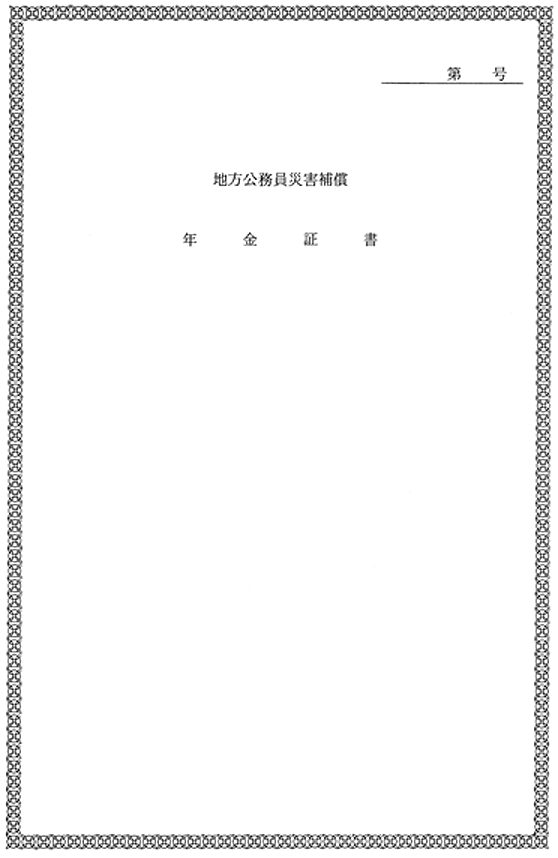 第　　号
地方公務員災害補償
年　　金　　証　　書